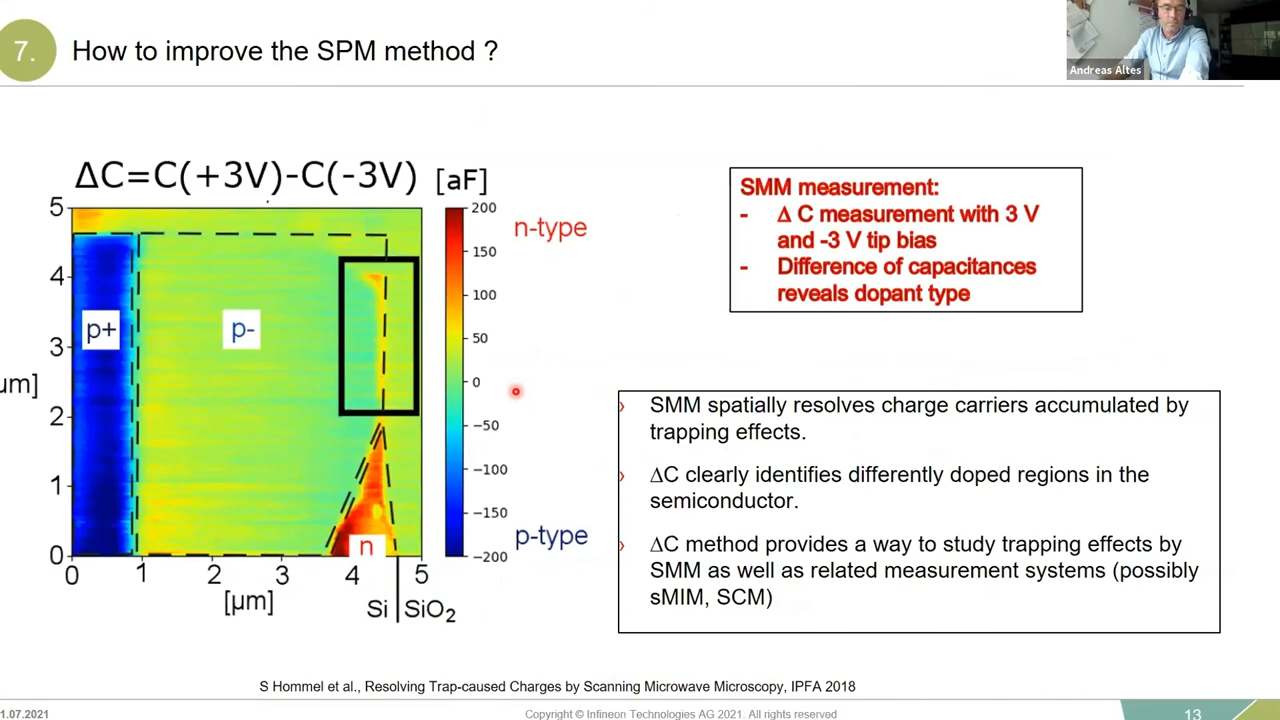 7. How to improve the SPM method ?
Andreas Altes
ΔC=C(+3V)-C(-3V) [aF]
5
4
3
2
1
0
µm]
p+
p-
n
0 1 2 3 4 5
[µm]
Si | SiO₂
200
150
100
50
0
−50
−100
−150
−200
n-type
p-type
SMM measurement:
- Δ C measurement with 3 V
and -3 V tip bias
- Difference of capacitances
reveals dopant type
› SMM spatially resolves charge carriers accumulated by
trapping effects.
› ΔC clearly identifies differently doped regions in the
semiconductor.
› ΔC method provides a way to study trapping effects by
SMM as well as related measurement systems (possibly
sMIM, SCM)
S Hommel et al., Resolving Trap-caused Charges by Scanning Microwave Microscopy, IPFA 2018
1.07.2021
Copyright © Infineon Technologies AG 2021. All rights reserved.
13